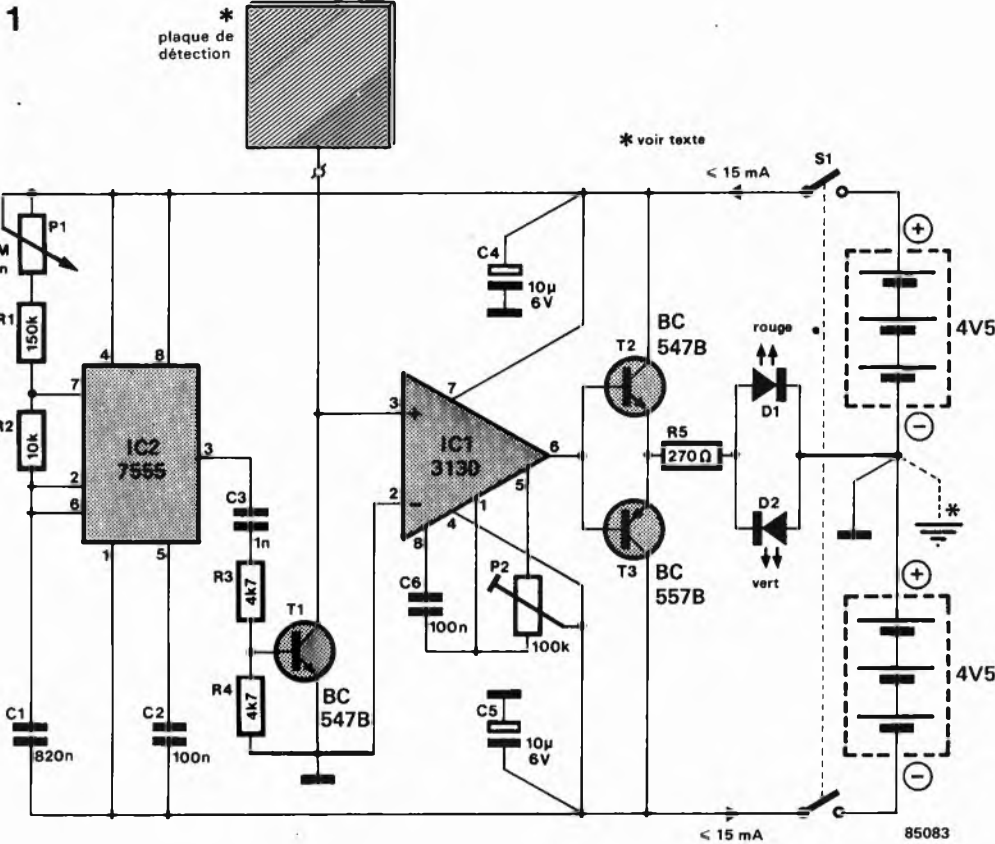 1
*
plaque de
détection
* voir texte
≤ 15 mA
S1
P1
M
n
R1
150k
R2
10k
4
8
7
2
6
3
1
5
IC2
7555
C1
820n
C2
100n
C3
1n
R3
4k7
R4
4k7
T1
BC
547B
C4
10µ
6V
3
+
2
-
7
6
5
1
4
8
IC1
3130
C6
100n
P2
100k
C5
10µ
6V
T2
BC
547B
T3
BC
557B
R5
270Ω
rouge
D1
D2
vert
+
4V5
-
*
+
4V5
-
≤ 15 mA
85083